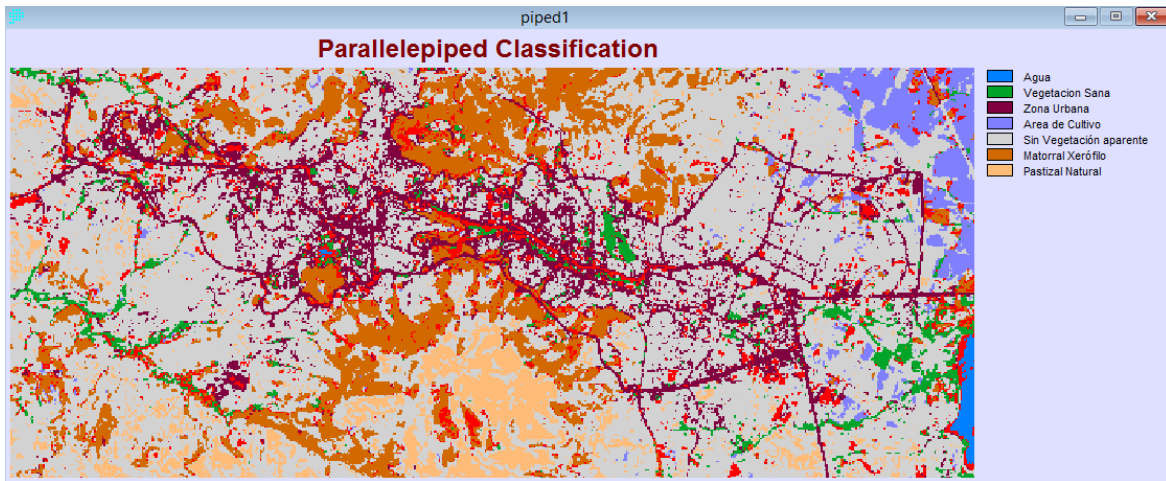 piped1
Parallelepiped Classification
Agua
Vegetacion Sana
Zona Urbana
Area de Cultivo
Sin Vegetación aparente
Matorral Xerófilo
Pastizal Natural